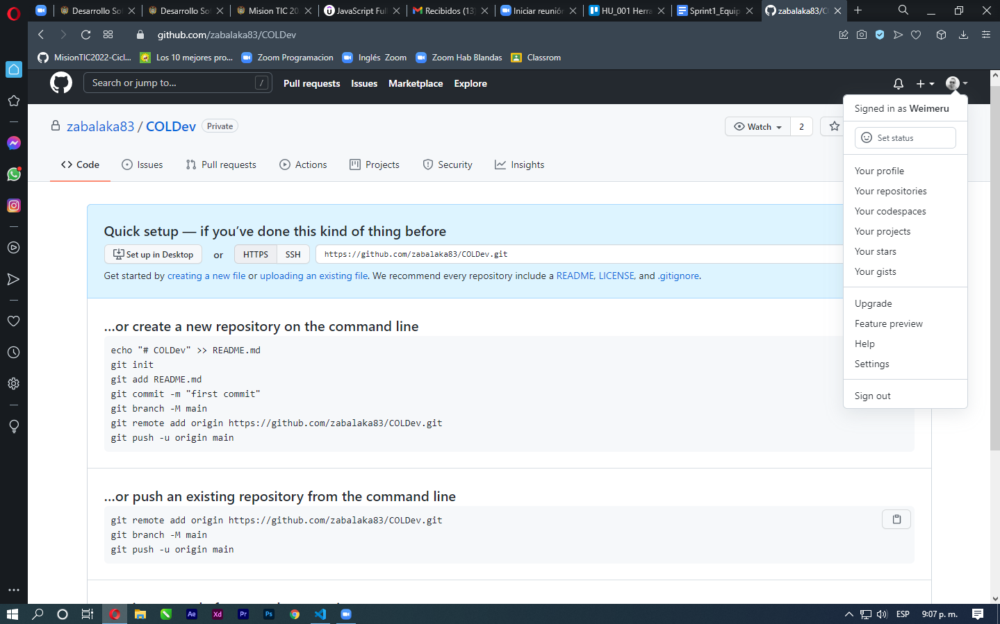 Desarrollo Sof
Desarrollo Sof
Mision TIC 20
JavaScript Full
Recibidos (13)
Iniciar reunión
HU_001 Herra
Sprint1_Equip
zabalaka83/CO
github.com/zabalaka83/COLDev
MisionTIC2022-Cicl...
Los 10 mejores pro...
Zoom Programacion
Inglés Zoom
Zoom Hab Blandas
Classrom
Search or jump to...
/
Pull requests
Issues
Marketplace
Explore
Signed in as Weimeru
Set status
Your profile
Your repositories
Your codespaces
Your projects
Your stars
Your gists
Upgrade
Feature preview
Help
Settings
Sign out
zabalaka83 / COLDev
Private
Watch
2
Code
Issues
Pull requests
Actions
Projects
Security
Insights
Quick setup — if you’ve done this kind of thing before
Set up in Desktop
or
HTTPS
SSH
https://github.com/zabalaka83/COLDev.git
Get started by creating a new file or uploading an existing file. We recommend every repository include a README, LICENSE, and .gitignore.
…or create a new repository on the command line
echo "# COLDev" >> README.md
git init
git add README.md
git commit -m "first commit"
git branch -M main
git remote add origin https://github.com/zabalaka83/COLDev.git
git push -u origin main
…or push an existing repository from the command line
git remote add origin https://github.com/zabalaka83/COLDev.git
git branch -M main
git push -u origin main
Ae
Xd
Pr
Ps
ESP
9:07 p. m.